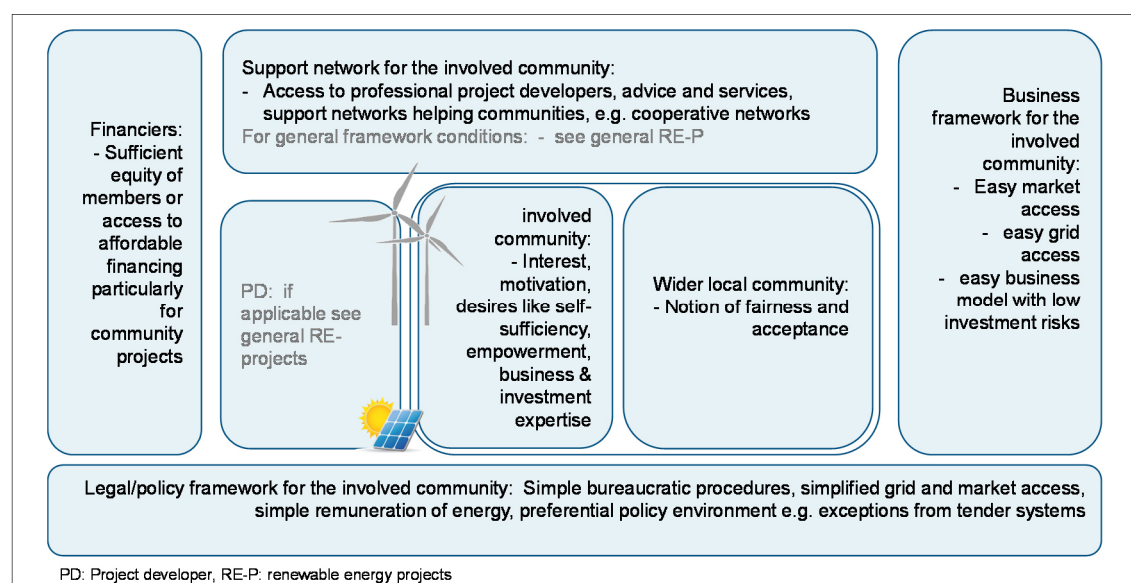 Financiers:
- Sufficient
equity of
members or
access to
affordable
financing
particularly
for
community
projects
Support network for the involved community:
- Access to professional project developers, advice and services,
support networks helping communities, e.g. cooperative networks
For general framework conditions: - see general RE-P
PD: if
applicable see
general RE-
projects
involved
community:
- Interest,
motivation,
desires like self-
sufficiency,
empowerment,
business &
investment
expertise
Wider local community:
- Notion of fairness and
acceptance
Business
framework for the
involved
community:
- Easy market
access
- easy grid
access
- easy business
model with low
investment risks
Legal/policy framework for the involved community: Simple bureaucratic procedures, simplified grid and market access,
simple remuneration of energy, preferential policy environment e.g. exceptions from tender systems
PD: Project developer, RE-P: renewable energy projects